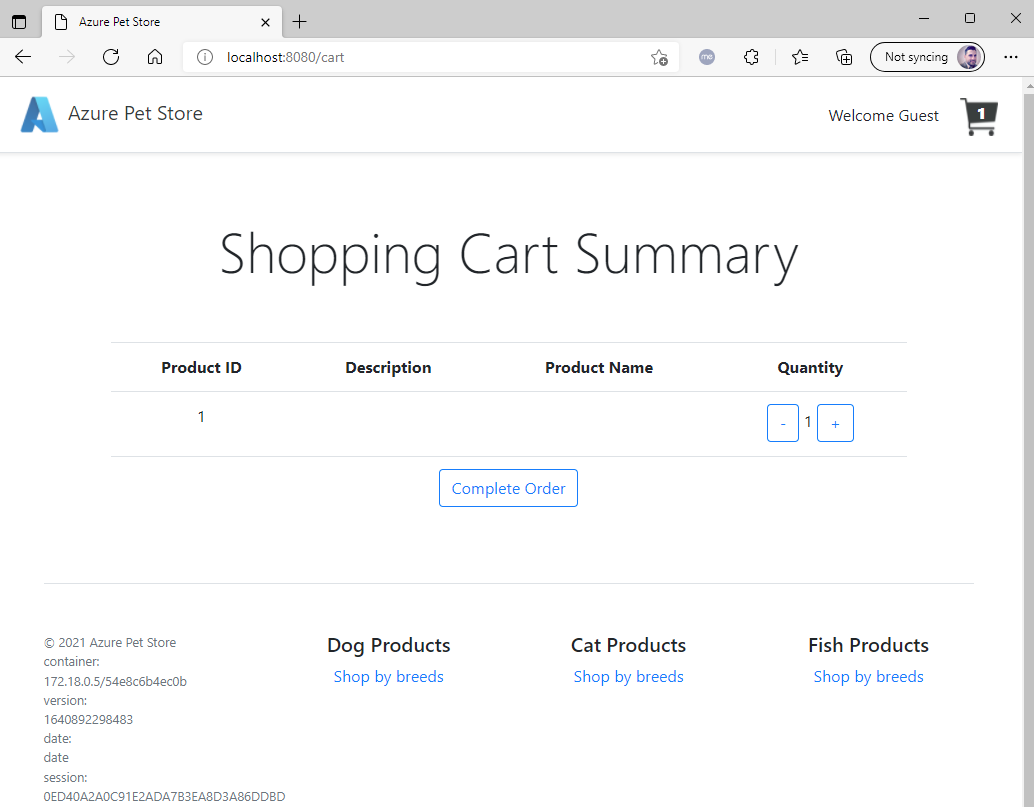 Azure Pet Store
localhost:8080/cart
me
Not syncing
Azure Pet Store
Welcome Guest
1
Shopping Cart Summary
Product ID Description Product Name Quantity
1 - 1 +
Complete Order
© 2021 Azure Pet Store
container:
172.18.0.5/54e8c6b4ec0b
version:
1640892298483
date:
date
session:
0ED40A2A0C91E2ADA7B3EA8D3A86DDBD
Dog Products
Shop by breeds
Cat Products
Shop by breeds
Fish Products
Shop by breeds